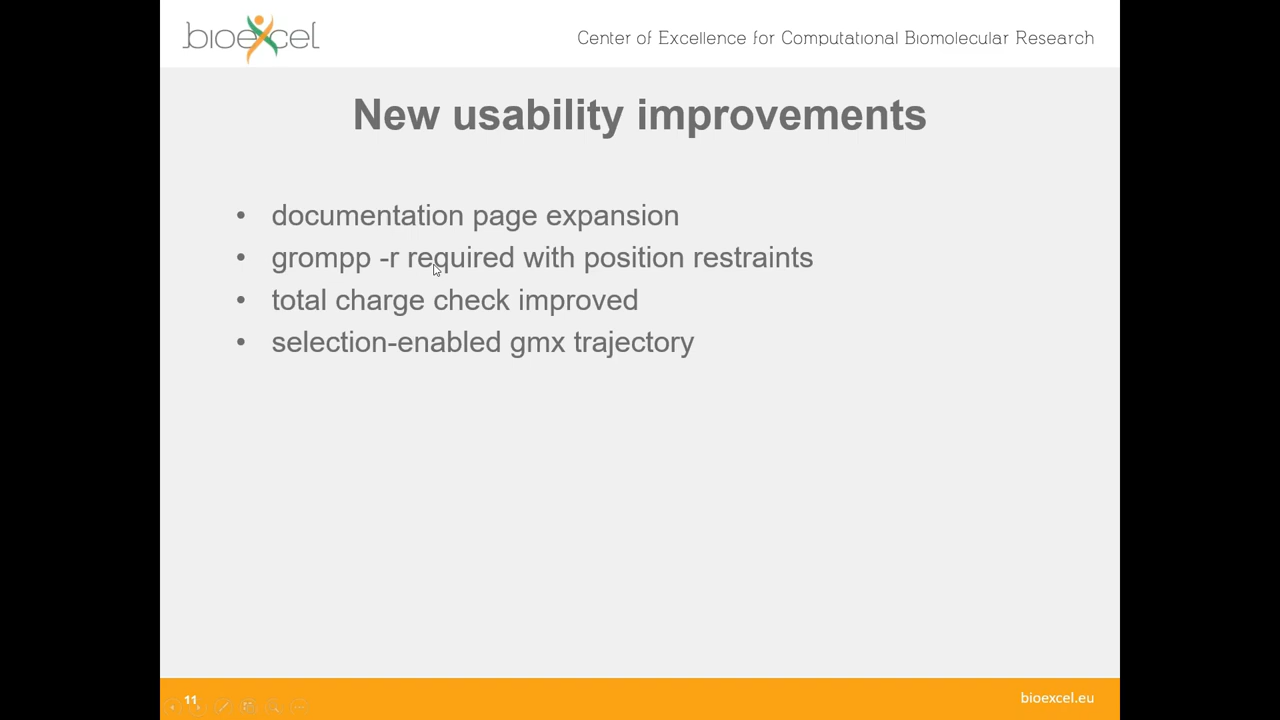 bioexcel
Center of Excellence for Computational Biomolecular Research
New usability improvements
• documentation page expansion
• grompp -r required with position restraints
• total charge check improved
• selection-enabled gmx trajectory
11
bioexcel.eu